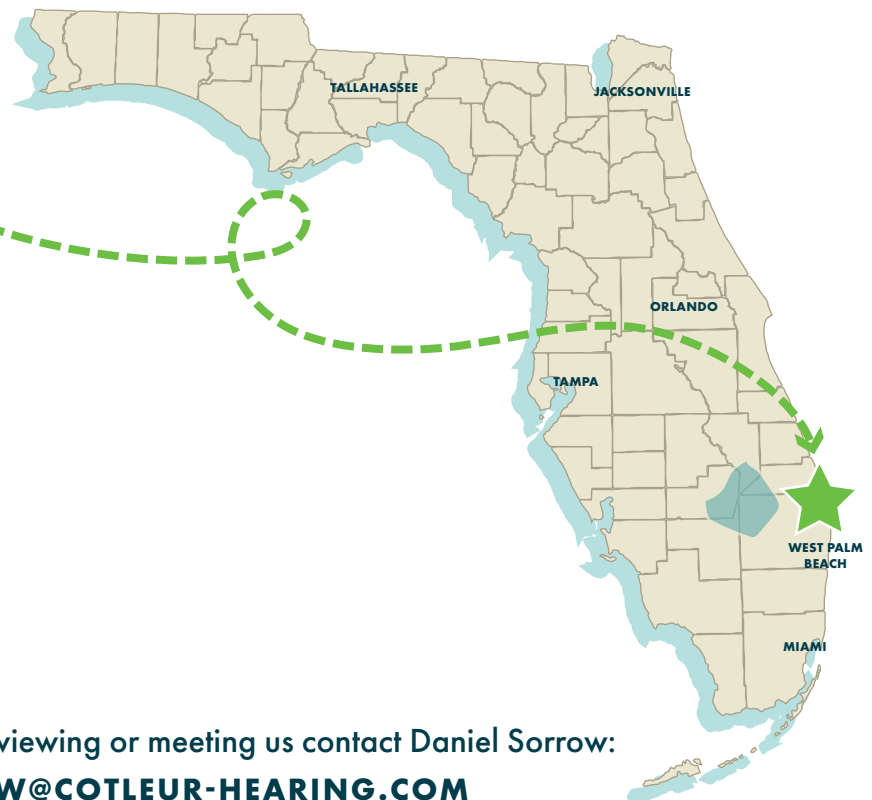 TALLAHASSEE
JACKSONVILLE
ORLANDO
TAMPA
WEST PALM
BEACH
MIAMI
viewing or meeting us contact Daniel Sorrow:
W@COTLEUR-HEARING.COM